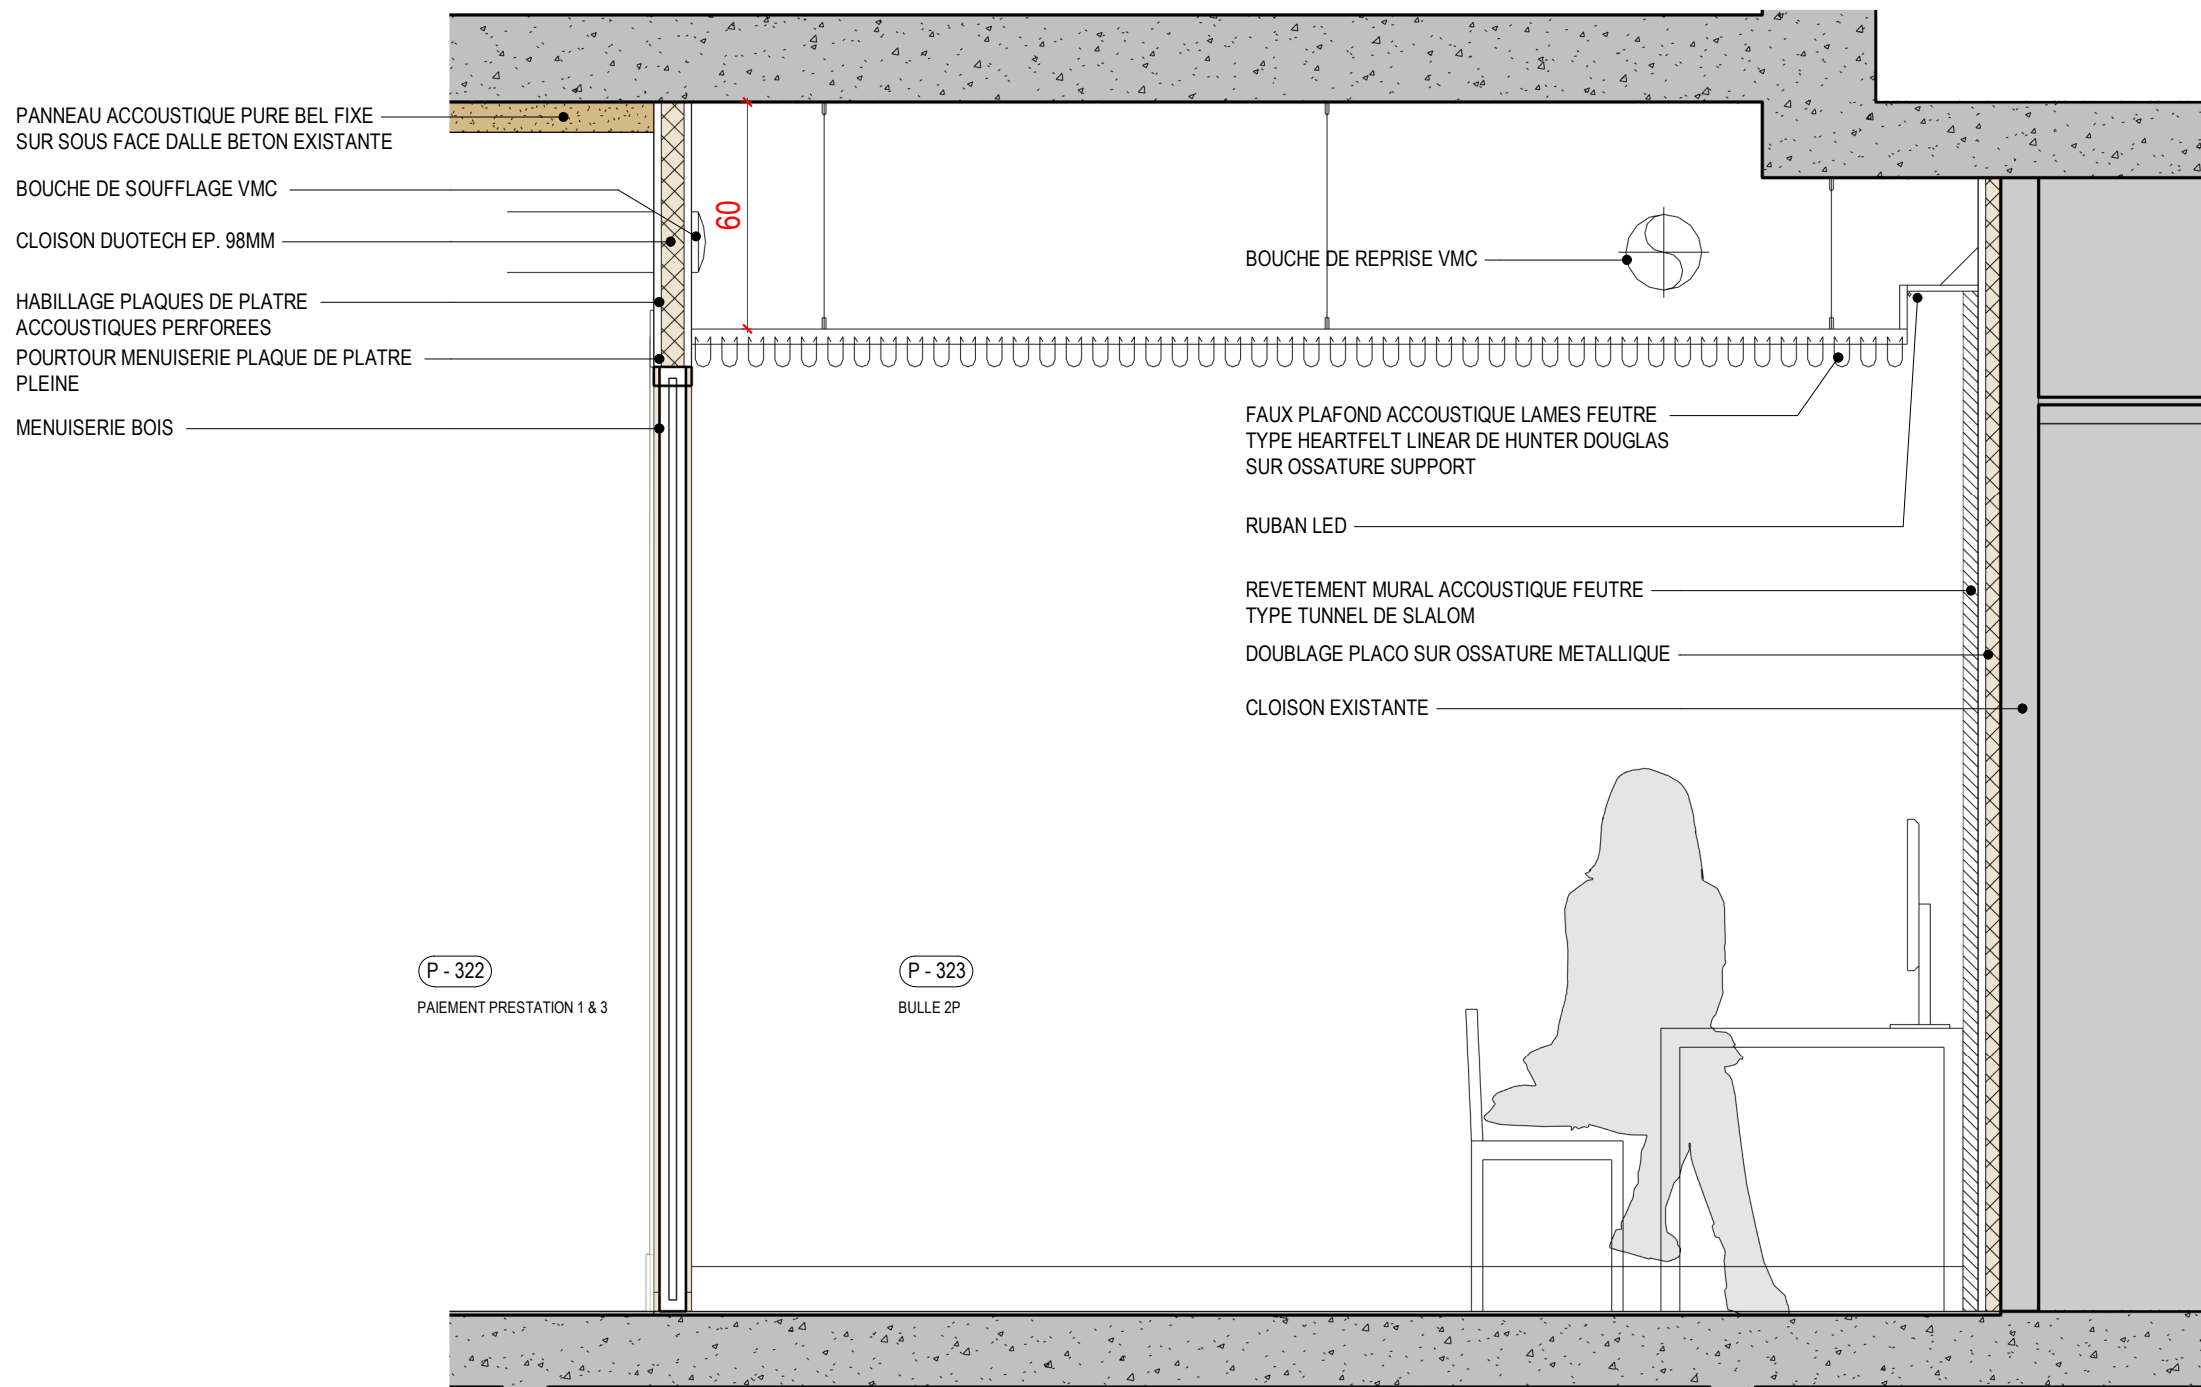 PANNEAU ACCOUSTIQUE PURE BEL FIXE
SUR SOUS FACE DALLE BETON EXISTANTE
BOUCHE DE SOUFFLAGE VMC
CLOISON DUOTECH EP. 98MM
HABILLAGE PLAQUES DE PLATRE
ACCOUSTIQUES PERFOREES
POURTOUR MENUISERIE PLAQUE DE PLATRE
PLEINE
MENUISERIE BOIS
60
BOUCHE DE REPRISE VMC
FAUX PLAFOND ACCOUSTIQUE LAMES FEUTRE
TYPE HEARTFELT LINEAR DE HUNTER DOUGLAS
SUR OSSATURE SUPPORT
RUBAN LED
REVETEMENT MURAL ACCOUSTIQUE FEUTRE
TYPE TUNNEL DE SLALOM
DOUBLAGE PLACO SUR OSSATURE METALLIQUE
CLOISON EXISTANTE
P - 322
PAIEMENT PRESTATION 1 & 3
P - 323
BULLE 2P